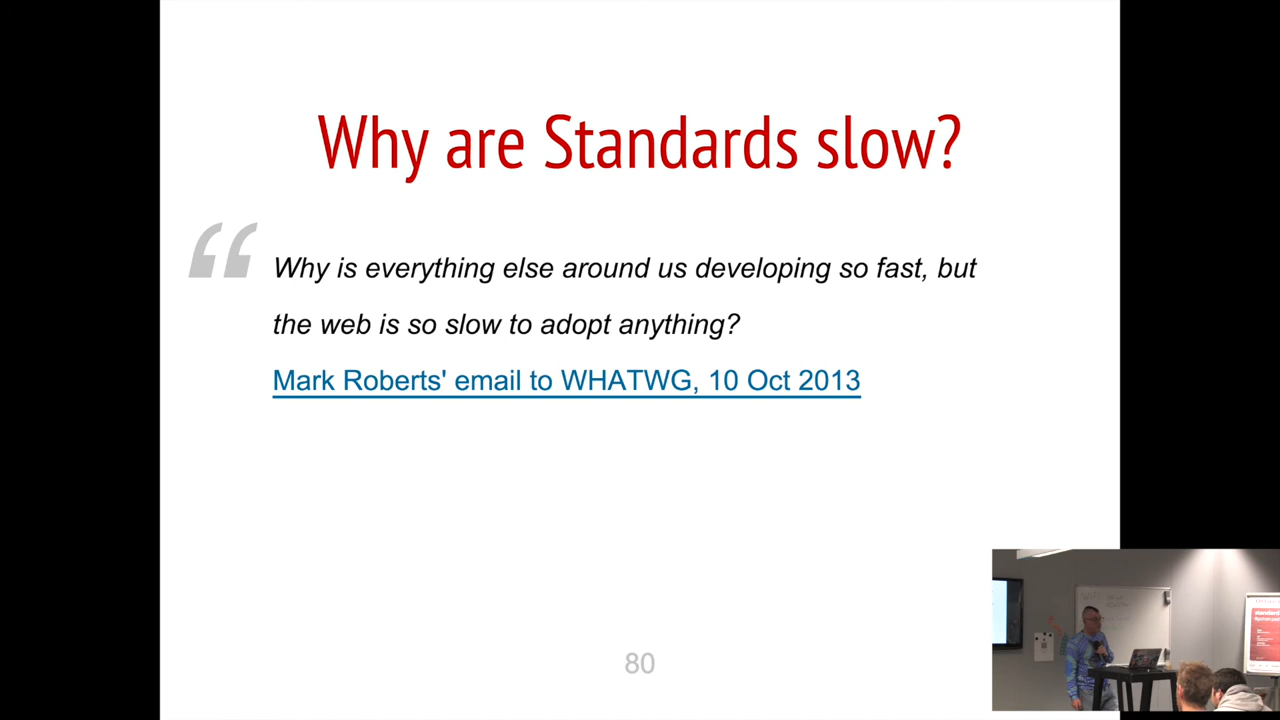 Why are Standards slow?
“
Why is everything else around us developing so fast, but
the web is so slow to adopt anything?
Mark Roberts' email to WHATWG, 10 Oct 2013
80